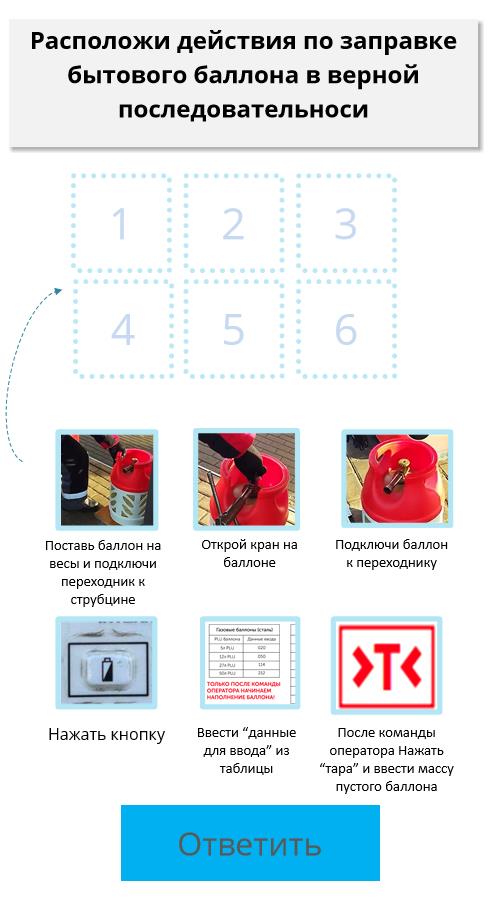 Расположи действия по заправке
бытового баллона в верной
последовательноси
1 2 3
4 5 6
Поставь баллон на
весы и подключи
переходник к
струбцине
Открой кран на
баллоне
Подключи баллон
к переходнику
Газовые баллоны (сталь)
PLU баллона Данные ввода
5л PLU 020
12л PLU 050
27л PLU 114
50л PLU 212
ТОЛЬКО ПОСЛЕ КОМАНДЫ
ОПЕРАТОРА НАЧИНАЕМ
НАПОЛНЕНИЕ БАЛЛОНА!
>T<
Нажать кнопку
Ввести “данные
для ввода” из
таблицы
После команды
оператора Нажать
“тара” и ввести массу
пустого баллона
Ответить